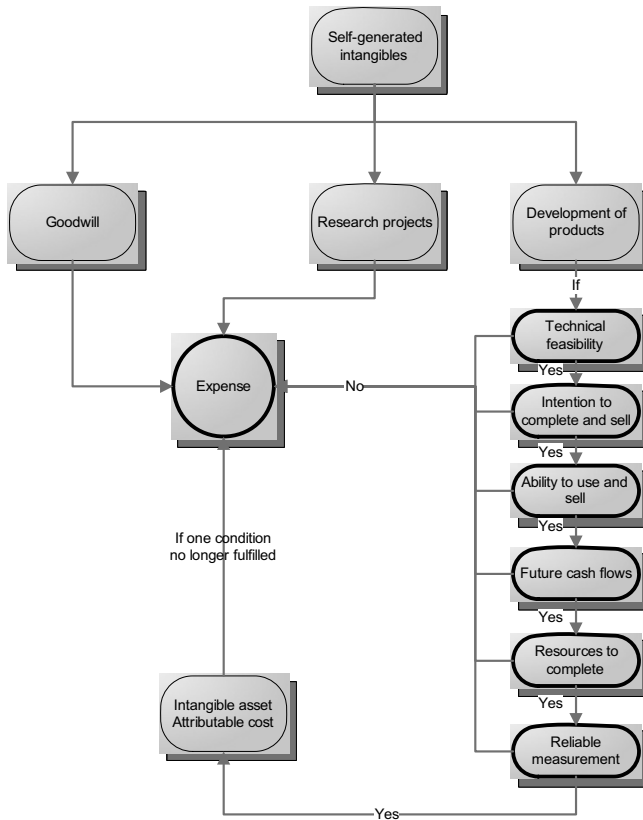 Self-generated
intangibles
Goodwill
Research projects
Development of
products
If
Technical
feasibility
Expense
No
Yes
Intention to
complete and sell
Yes
Ability to use and
sell
Yes
If one condition
no longer fulfilled
Future cash flows
Yes
Resources to
complete
Yes
Intangible asset
Attributable cost
Reliable
measurement
Yes